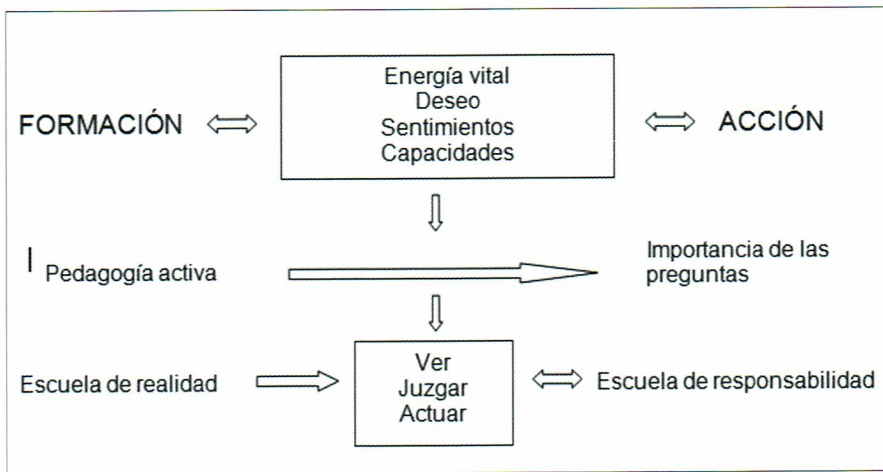 Energía vital
Deseo
FORMACIÓN
Sentimientos
ACCIÓN
Capacidades
Pedagogía activa
Importancia de las
preguntas
Ver
Escuela de realidad
Juzgar
Escuela de responsabilidad
Actuar